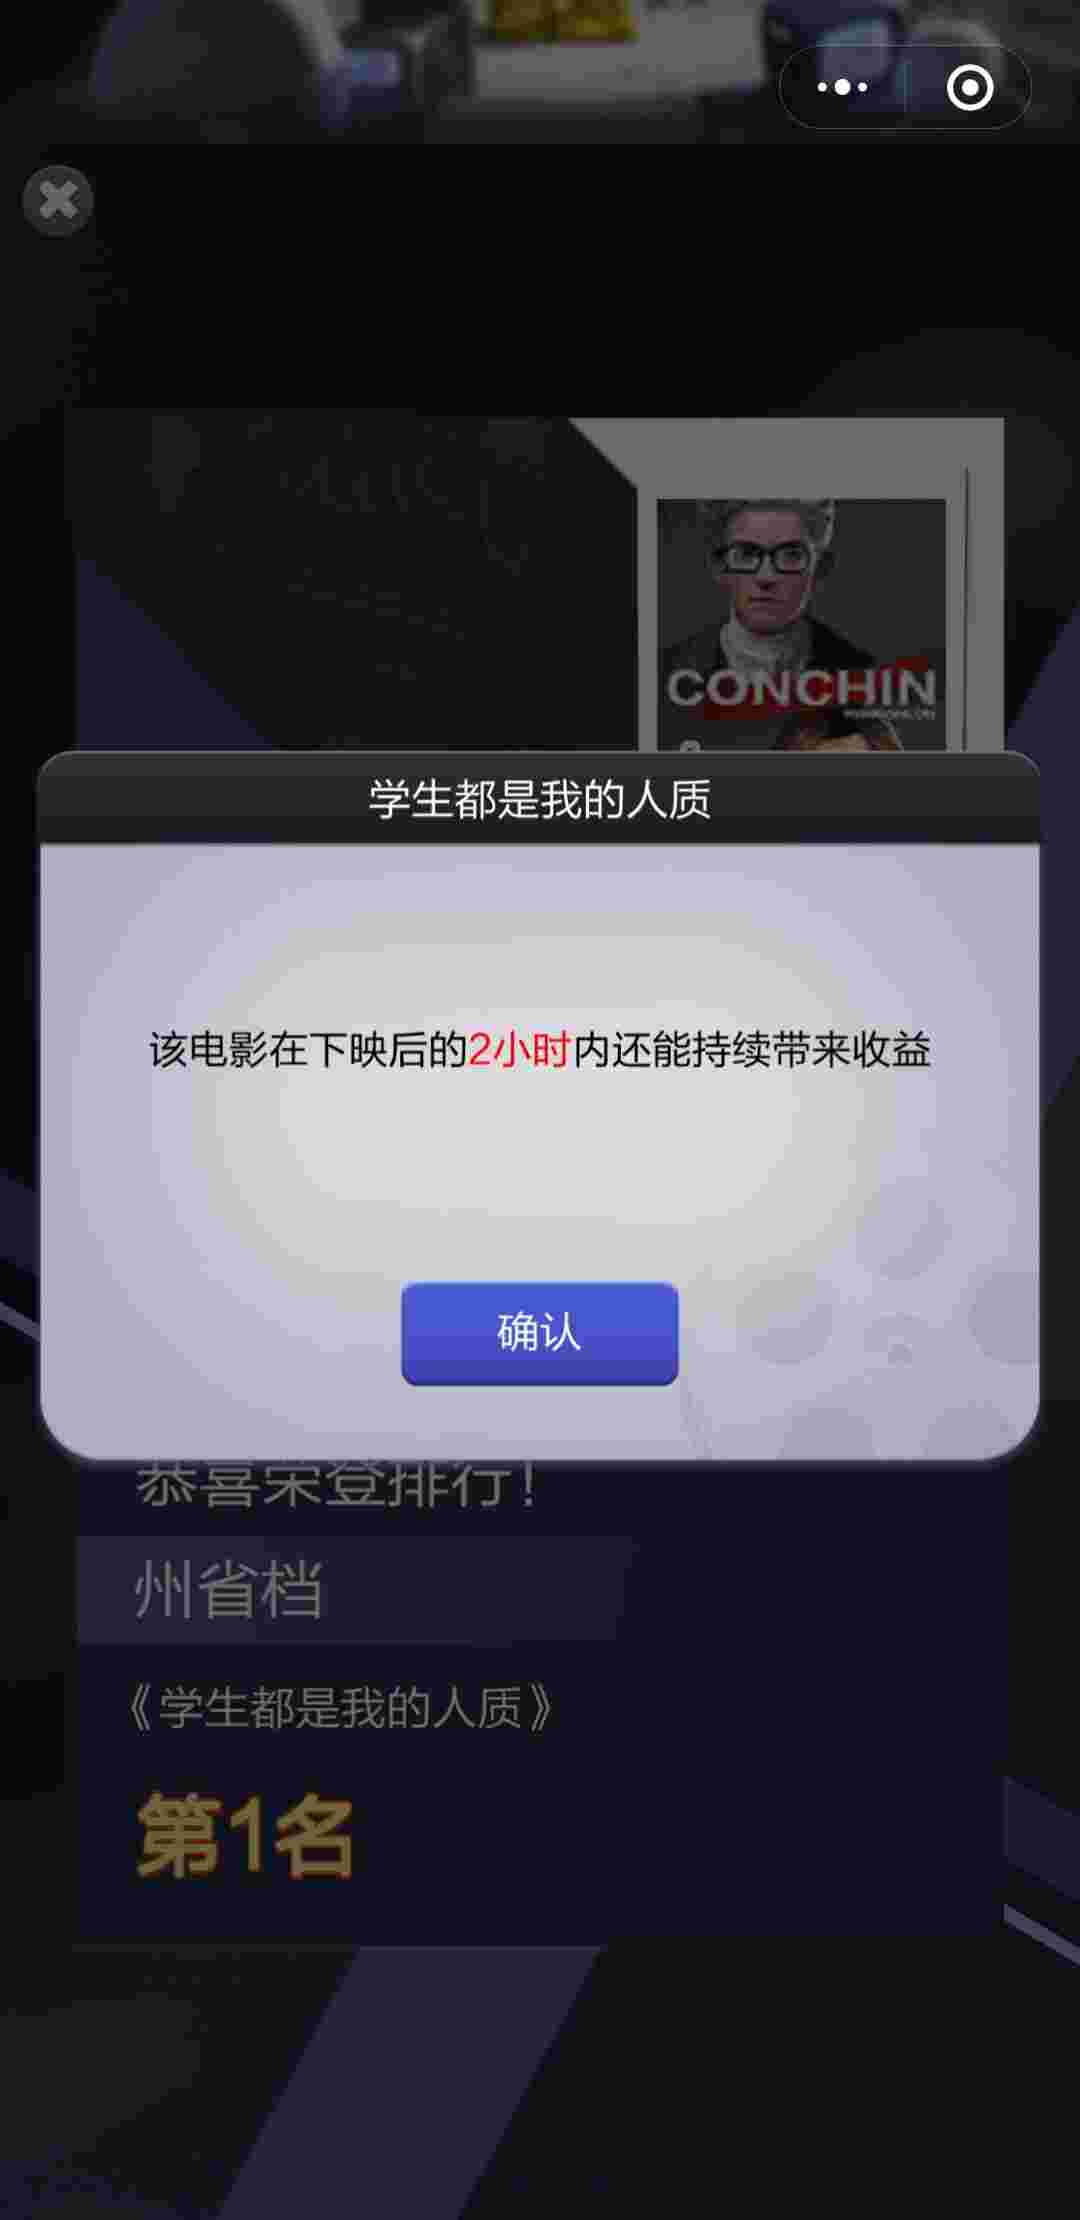 CONCHIN
学生都是我的人质
该电影在下映后的2小时内还能持续带来收益
确认
恭喜荣登排行！
州省档
《学生都是我的人质》
第1名